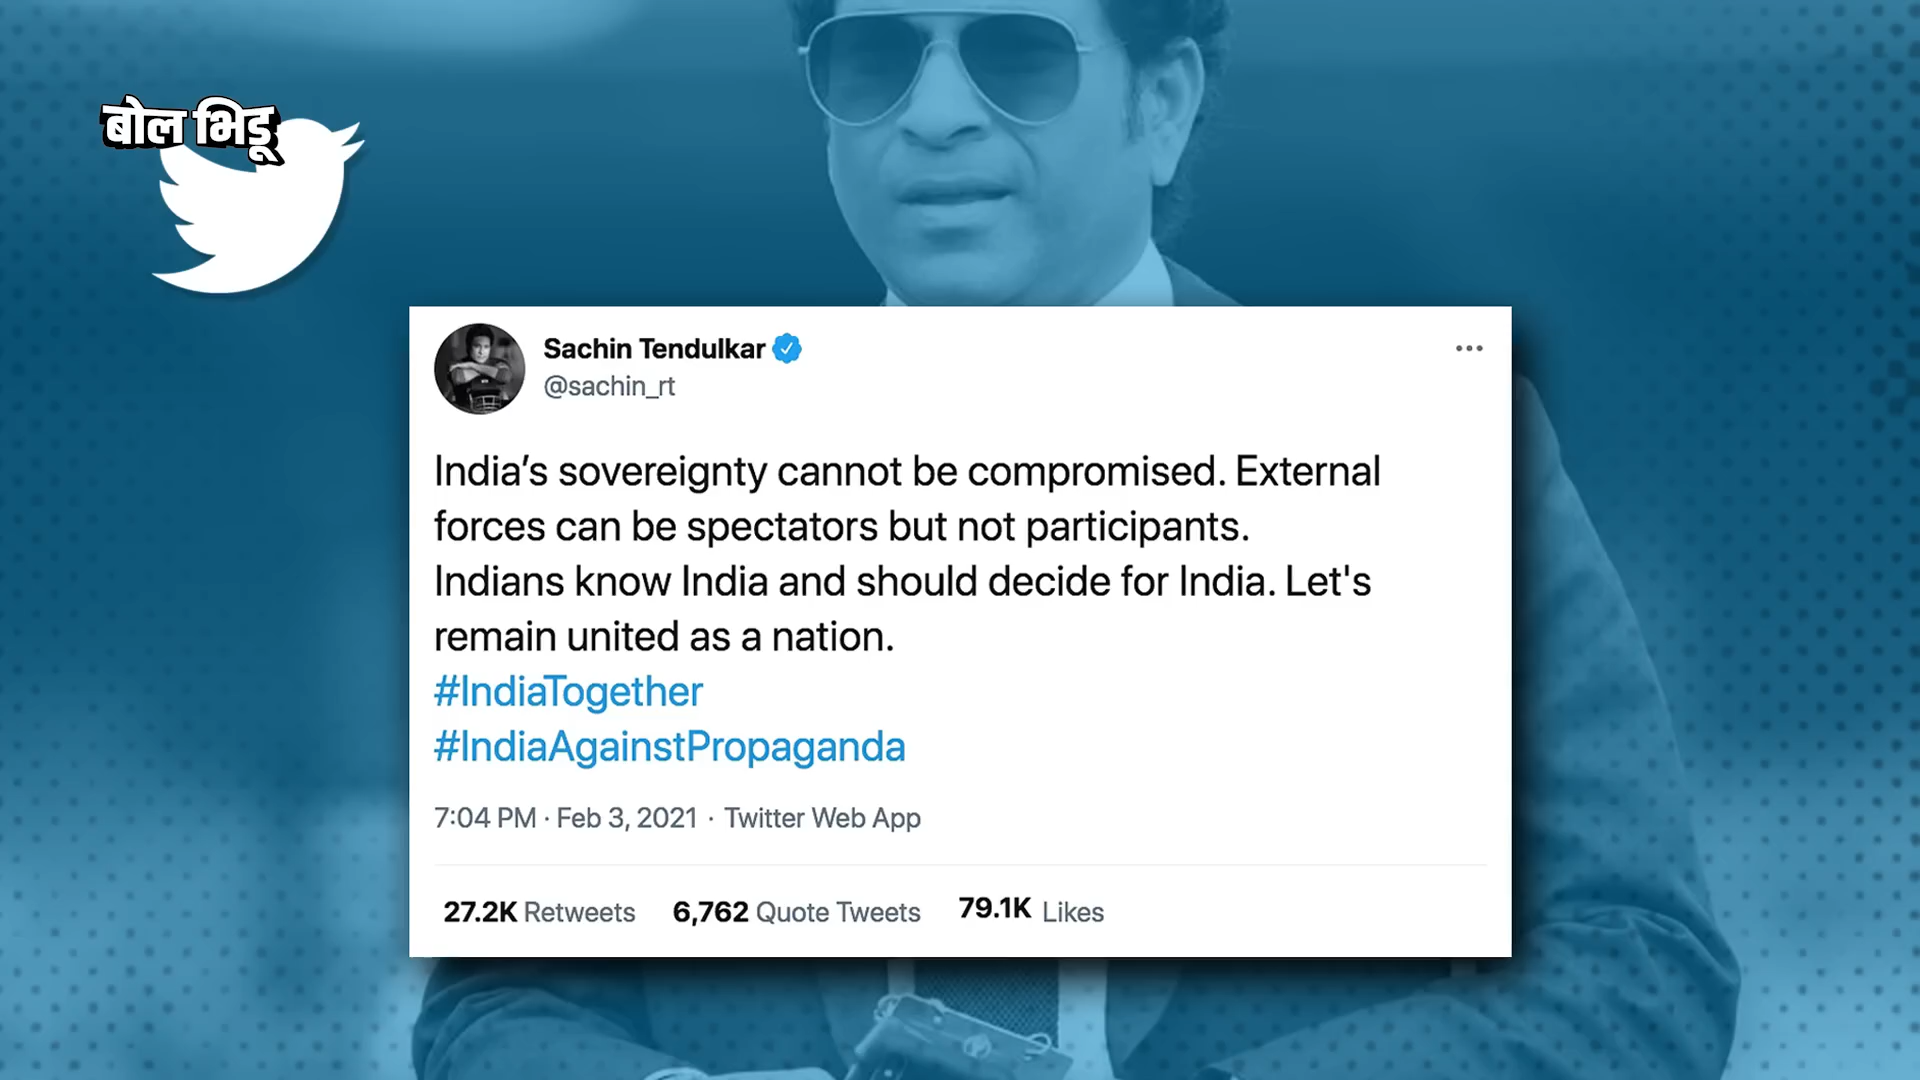 बोल भिडू
Sachin Tendulkar
@sachin_rt
India’s sovereignty cannot be compromised. External
forces can be spectators but not participants.
Indians know India and should decide for India. Let's
remain united as a nation.
#IndiaTogether
#IndiaAgainstPropaganda
7:04 PM · Feb 3, 2021 · Twitter Web App
27.2K Retweets 6,762 Quote Tweets 79.1K Likes